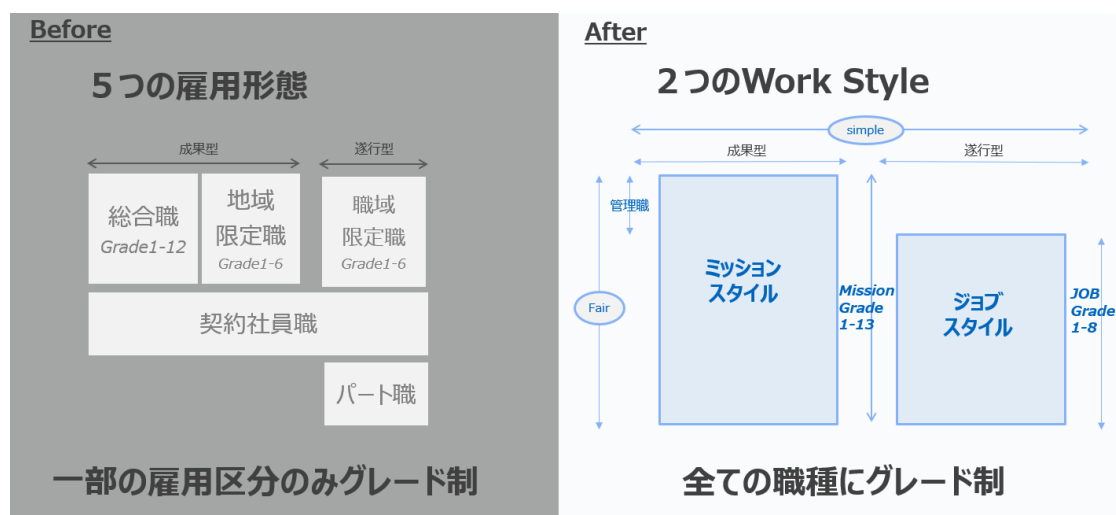 Before
5つの雇用形態
成果型
遂行型
総合職
Grade1-12
地域
限定職
Grade1-6
職域
限定職
Grade1-6
契約社員職
パート職
一部の雇用区分のみグレード制
After
2つのWork Style
simple
成果型
遂行型
管理職
Fair
ミッション
スタイル
Mission
Grade
1-13
ジョブ
スタイル
JOB
Grade
1-8
全ての職種にグレード制